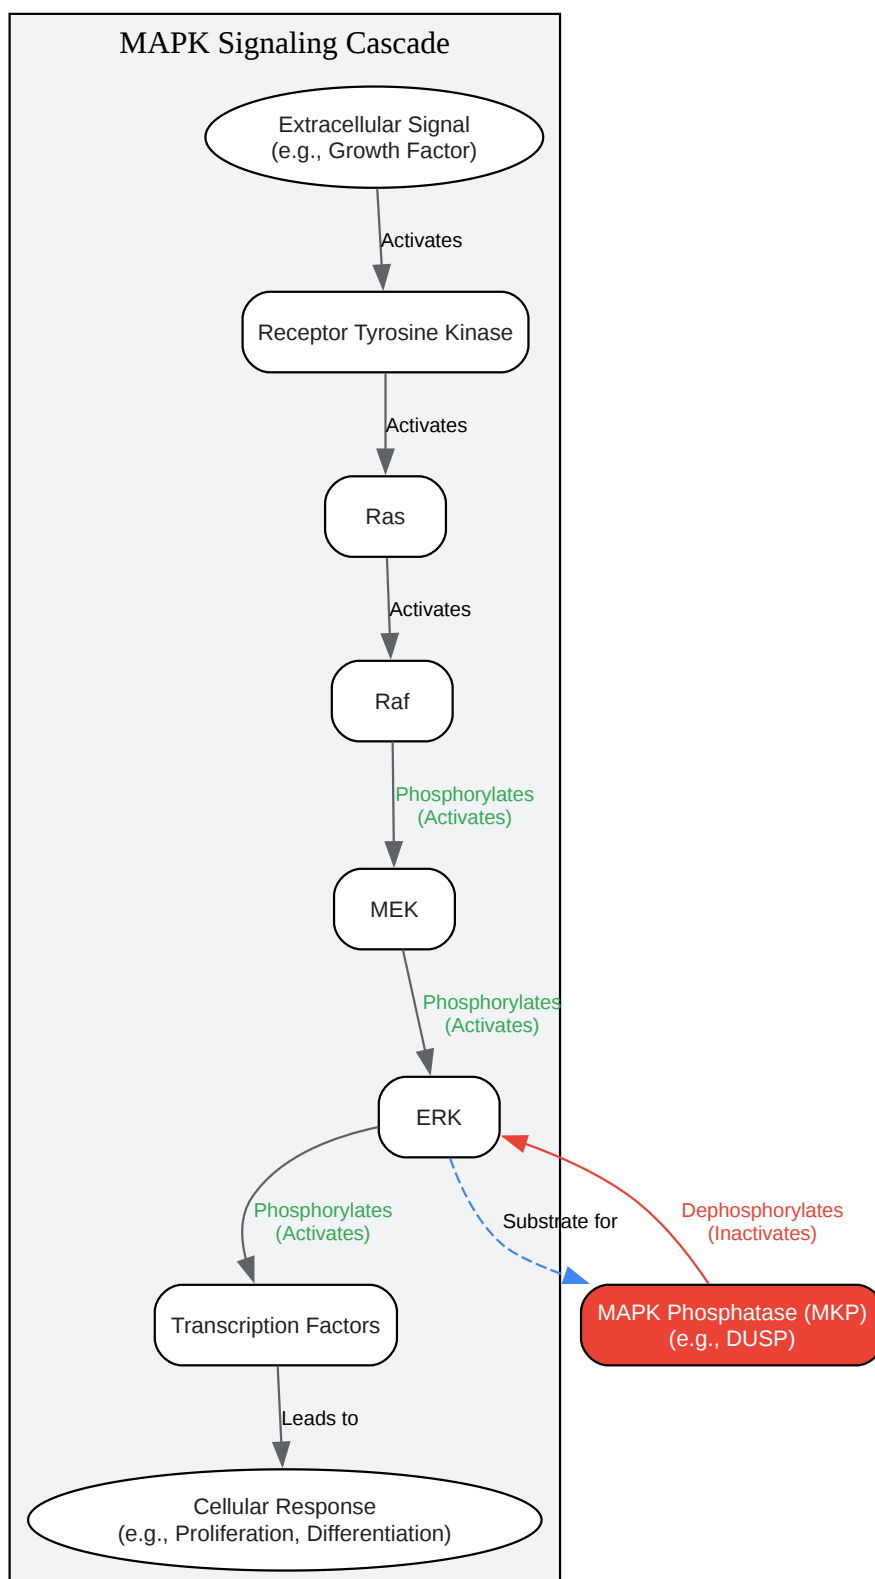 MAPK Signaling Cascade
Extracellular Signal
(e.g., Growth Factor)
Activates
Receptor Tyrosine Kinase
Activates
Ras
Activates
Raf
Phosphorylates
(Activates)
MEK
Phosphorylates
(Activates)
ERK
Phosphorylates
(Activates)
Substrate for
Dephosphorylates
(Inactivates)
Transcription Factors
MAPK Phosphatase (MKP)
(e.g., DUSP)
Leads to
Cellular Response
(e.g., Proliferation, Differentiation)